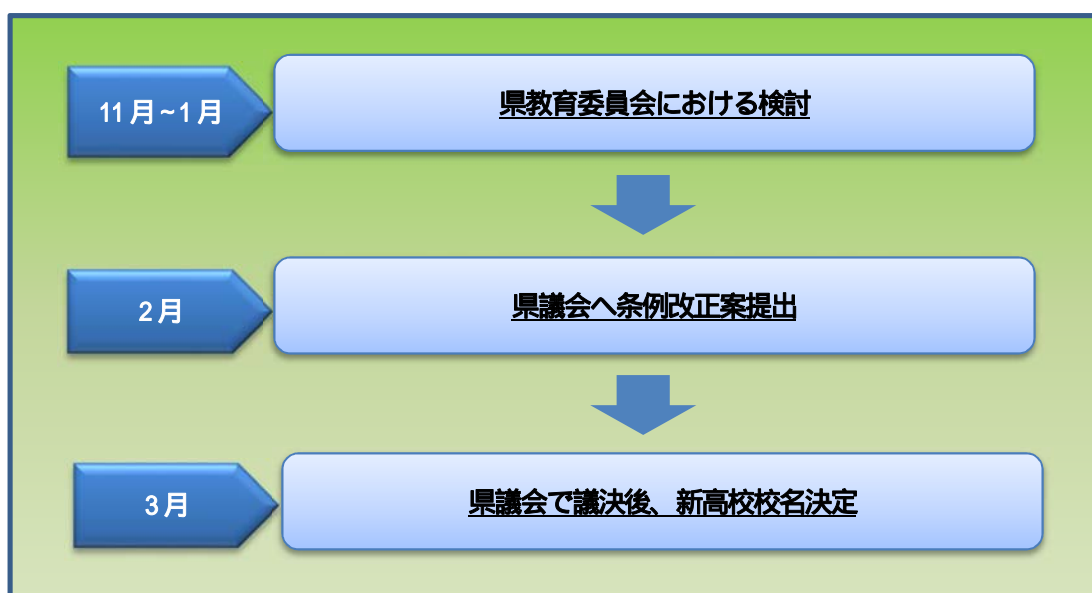 11月~1月
県教育委員会における検討
2月
県議会へ条例改正案提出
3月
県議会で議決後、新高校校名決定